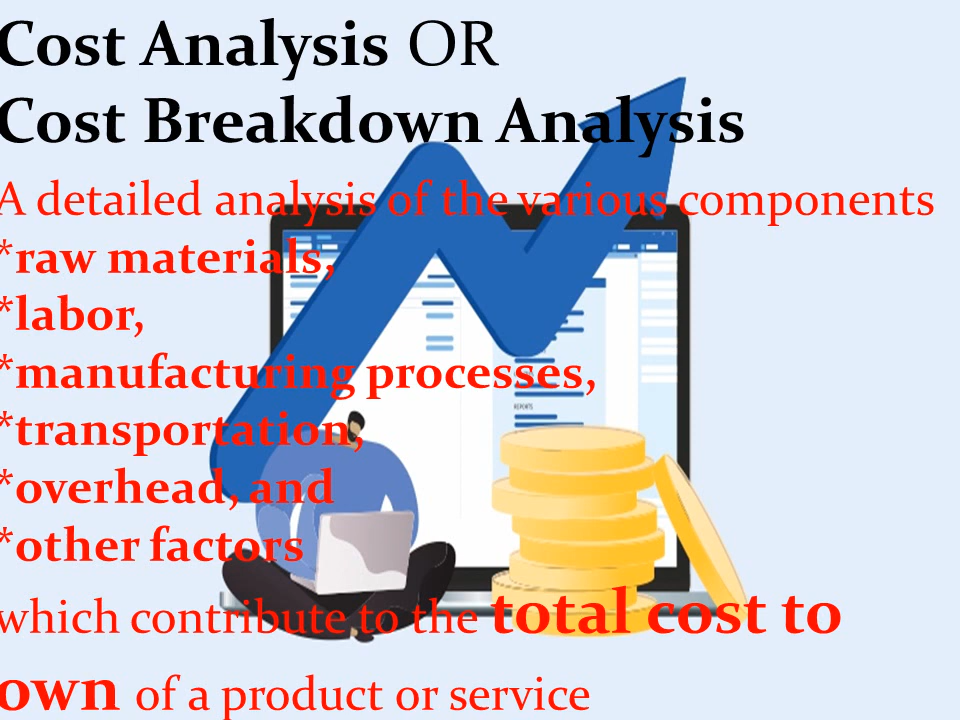 Cost Analysis OR
Cost Breakdown Analysis
A detailed analysis of the various components
*raw materials,
*labor,
*manufacturing processes,
*transportation,
*overhead, and
*other factors
which contribute to the total cost to
own of a product or service
REPORTS